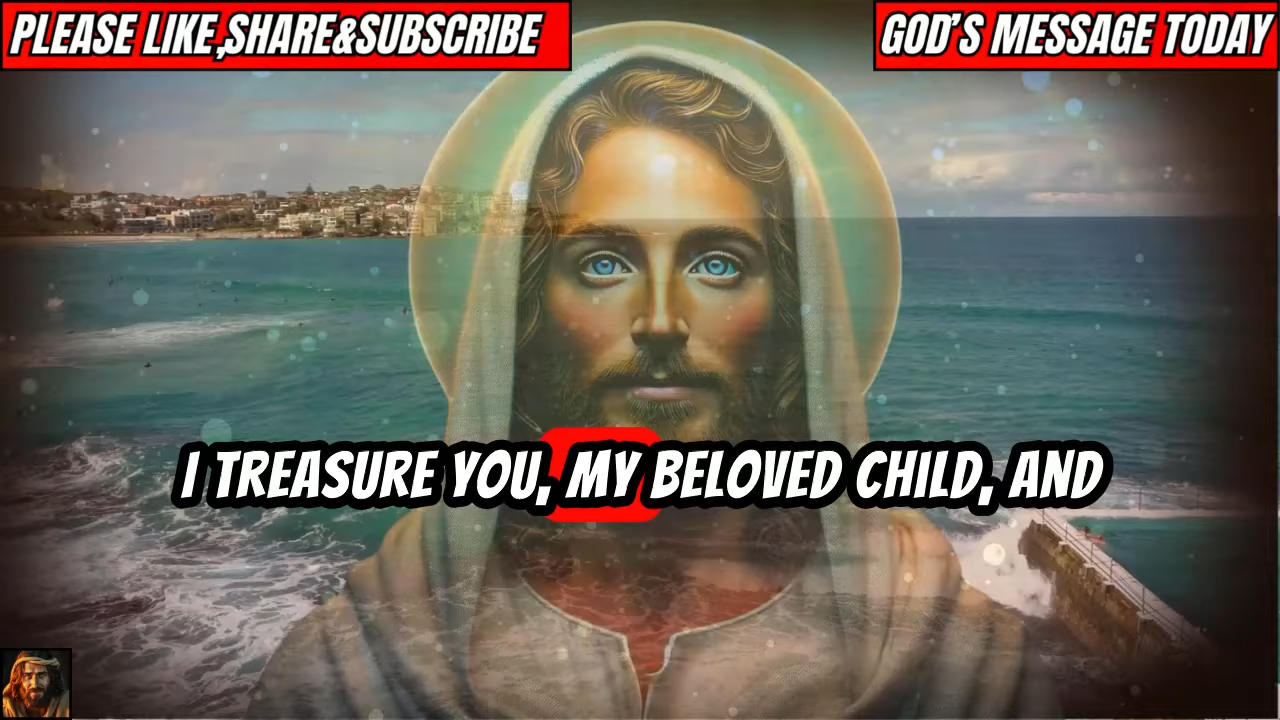 PLEASE LIKE,SHARE&SUBSCRIBE
GOD'S MESSAGE TODAY
I TREASURE YOU, MY BELOVED CHILD, AND